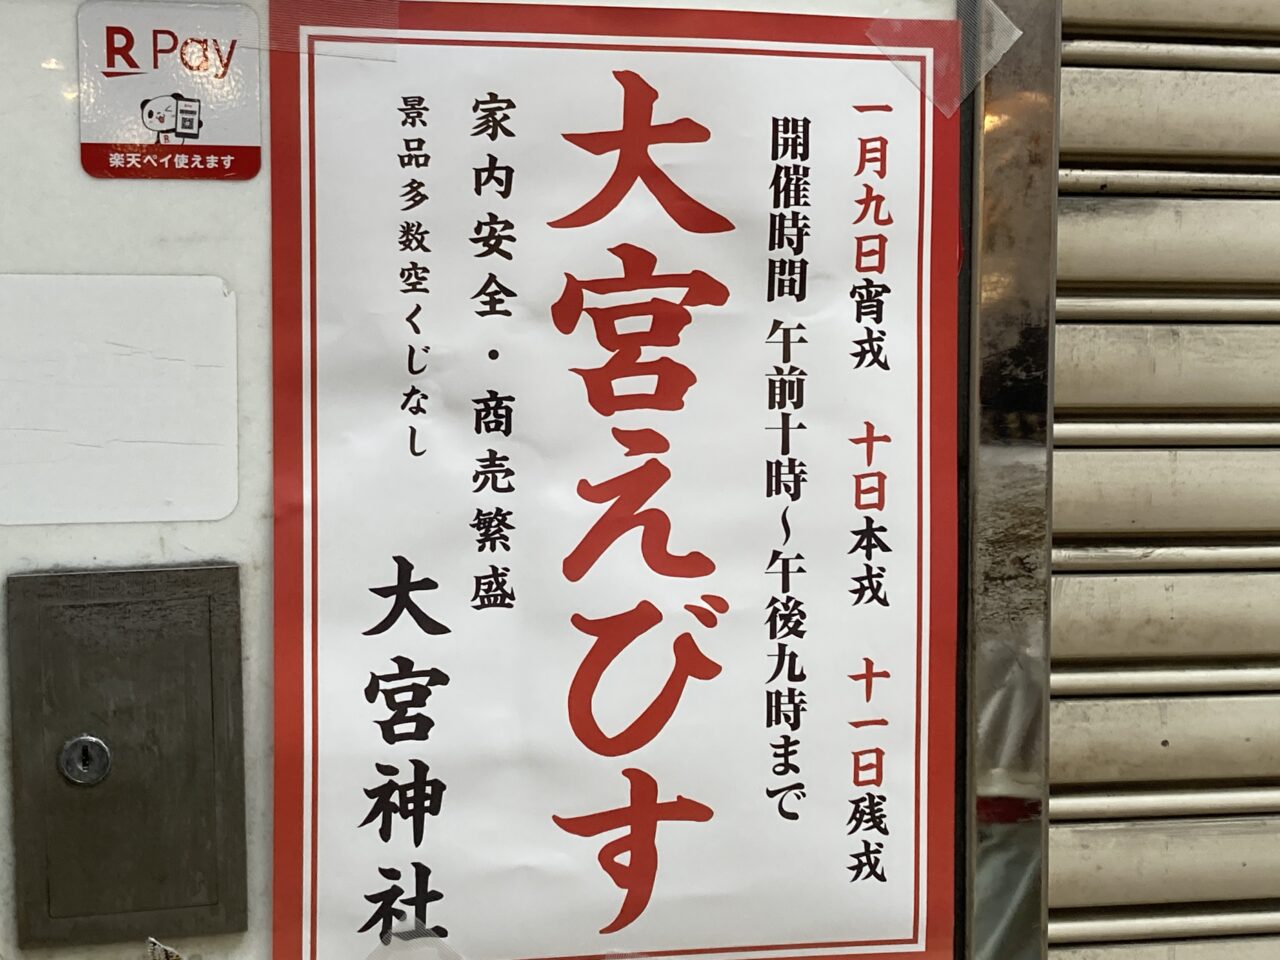 一月九日宵戎 十日本戎 十一日残戎
開催時間 午前十時〜午後九時まで
大宮えびす
家内安全・商売繁盛
景品多数空くじなし
大宮神社
R Pay
楽天ペイ使えます